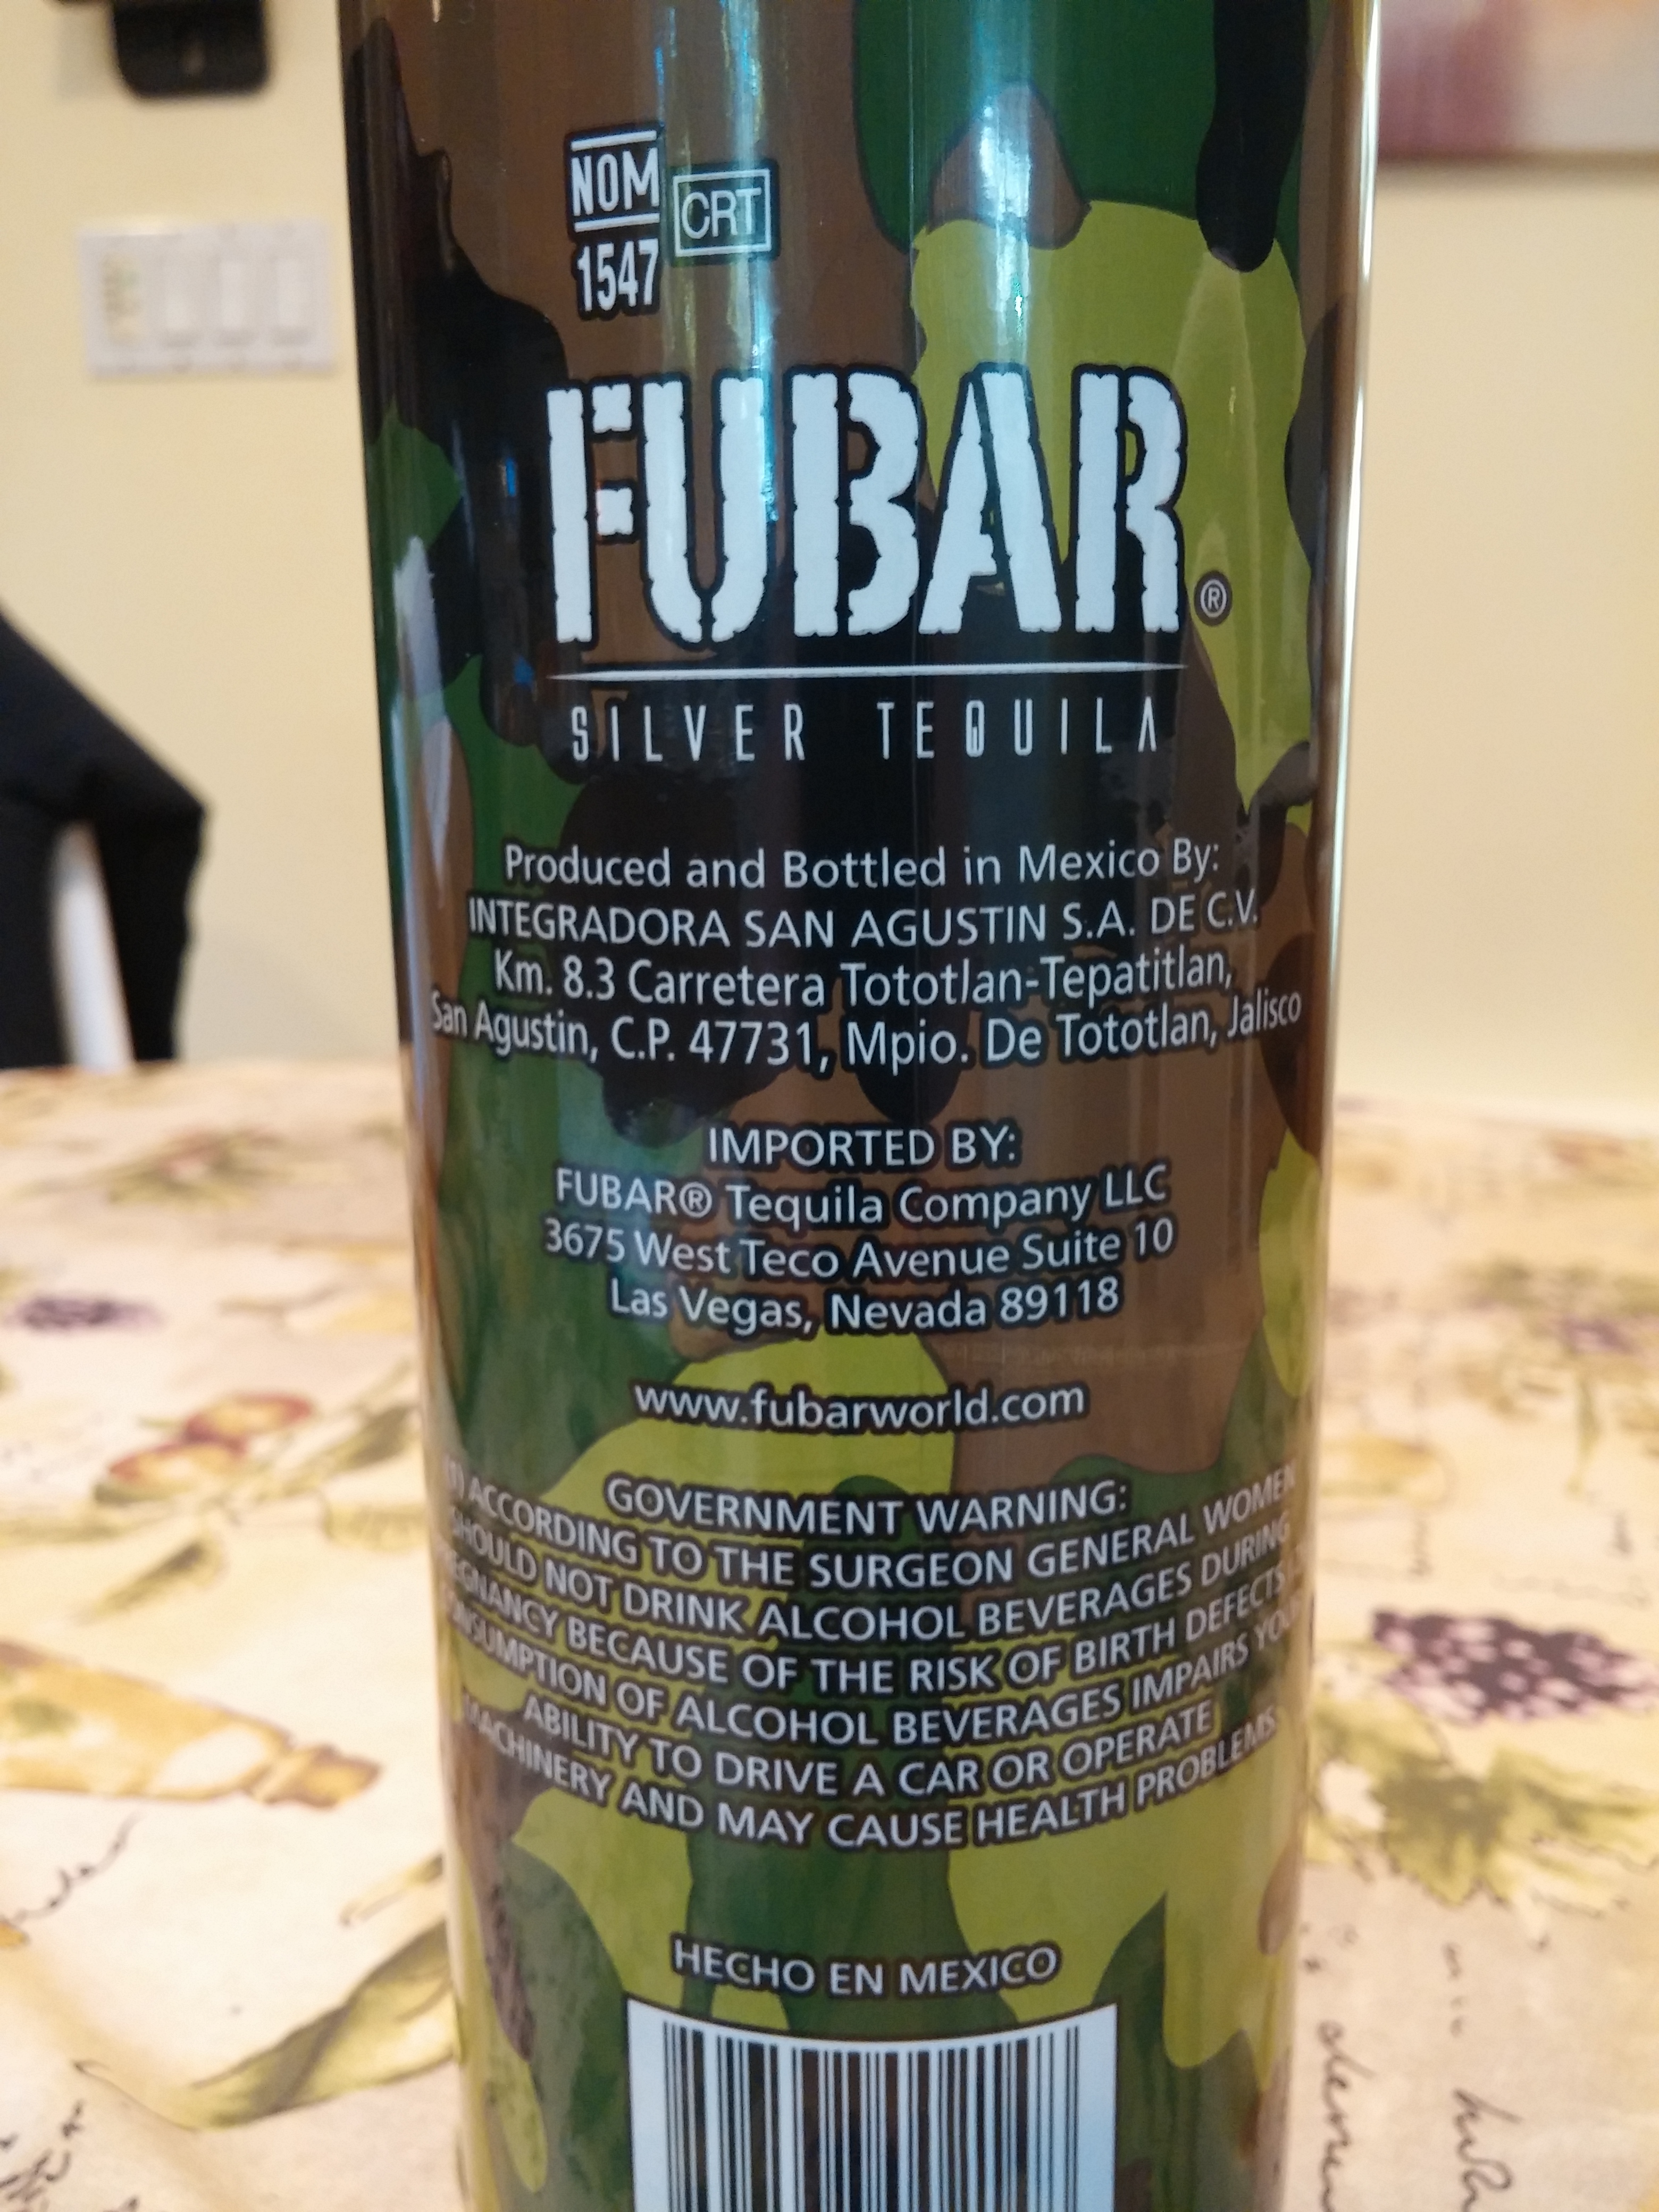 NOM
1547
CRT
FUBAR®
SILVER TEQUILA
Produced and Bottled in Mexico By:
INTEGRADORA SAN AGUSTIN S.A. DE C.V.
Km. 8.3 Carretera Tototlan-Tepatitlan,
San Agustin, C.P. 47731, Mpio. De Tototlan, Jalisco
IMPORTED BY:
FUBAR® Tequila Company LLC
3675 West Teco Avenue Suite 10
Las Vegas, Nevada 89118
www.fubarworld.com
GOVERNMENT WARNING:
ACCORDING TO THE SURGEON GENERAL WOMEN
SHOULD NOT DRINK ALCOHOL BEVERAGES DURING
BECAUSE OF THE RISK OF BIRTH DEFECTS
OF ALCOHOL BEVERAGES IMPAIRS
ABILITY TO DRIVE A CAR OR OPERATE
MACHINERY AND MAY CAUSE HEALTH PROBLEMS
HECHO EN MEXICO